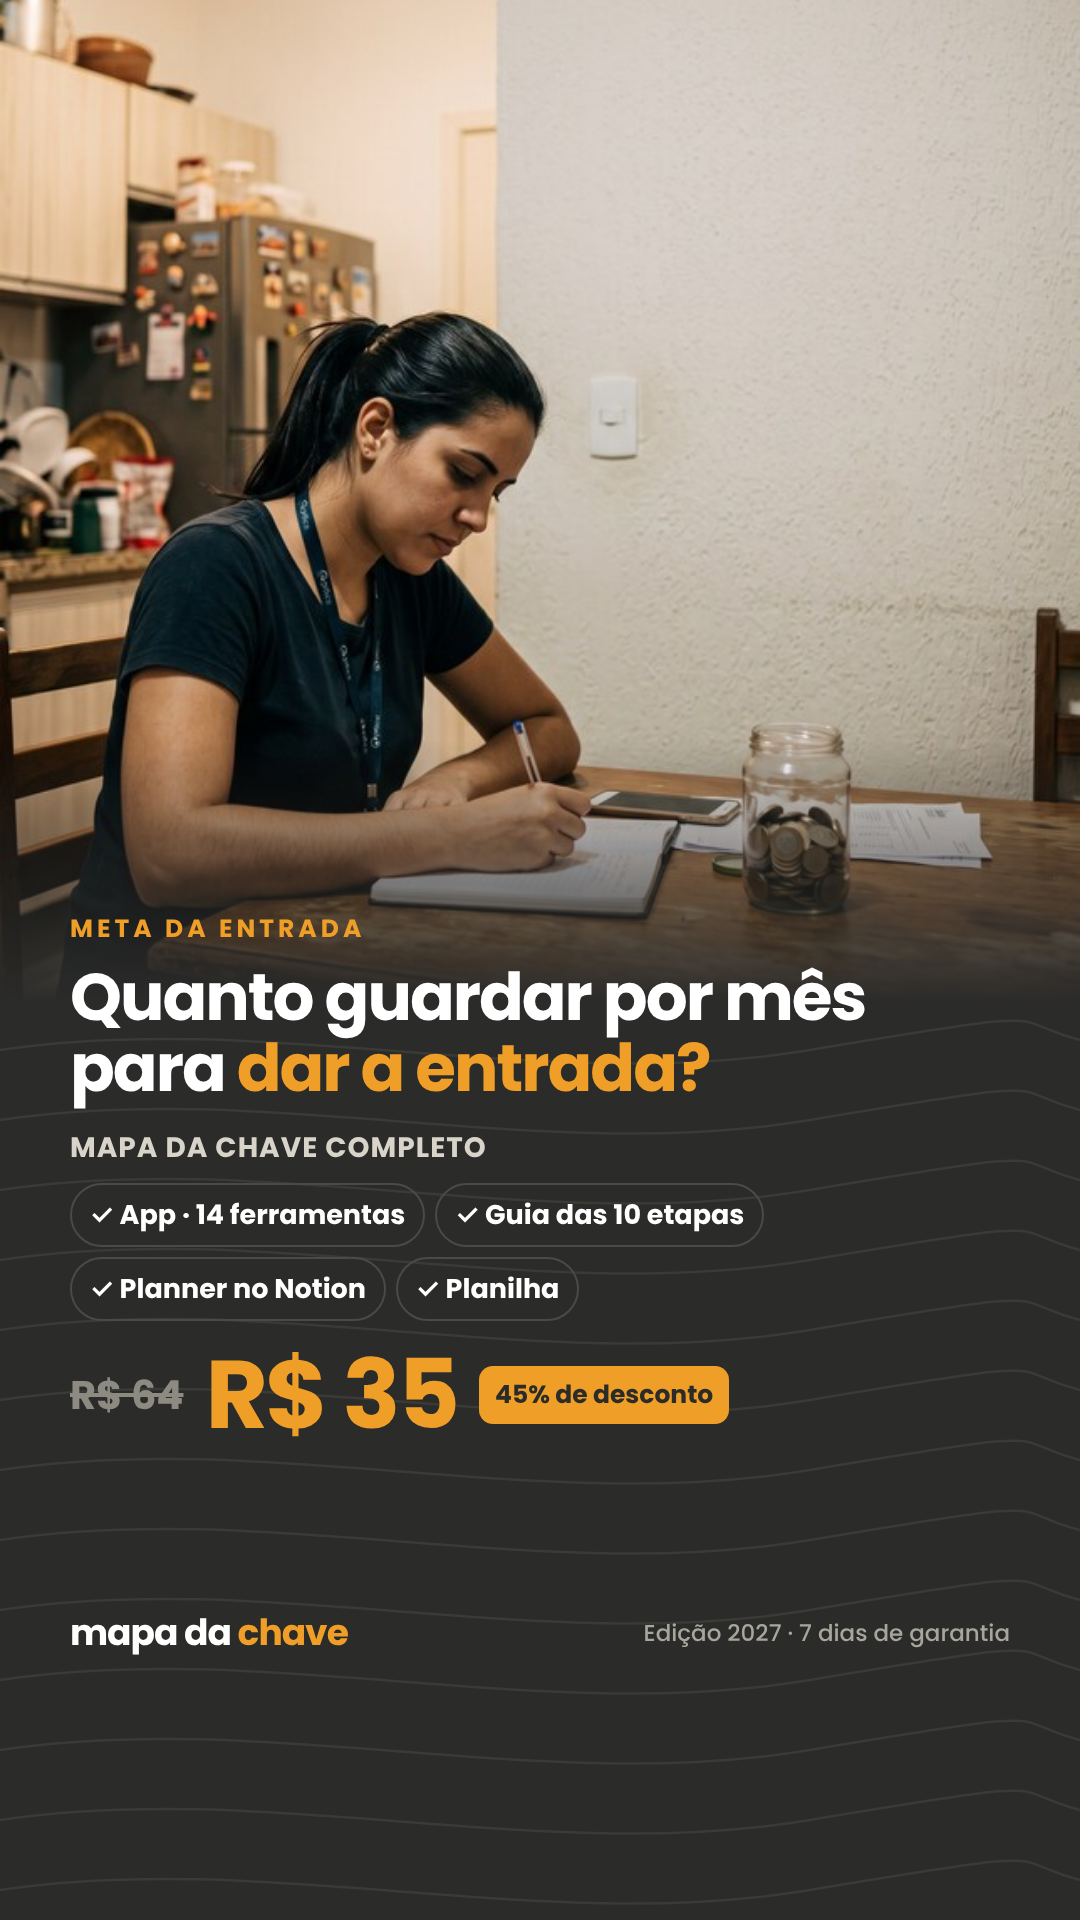 META DA ENTRADA
Quanto guardar por mês
para dar a entrada?
MAPA DA CHAVE COMPLETO
✓ App · 14 ferramentas ✓ Guia das 10 etapas
✓ Planner no Notion ✓ Planilha
R$ 64 R$ 35 45% de desconto
mapa da chave Edição 2027 · 7 dias de garantia